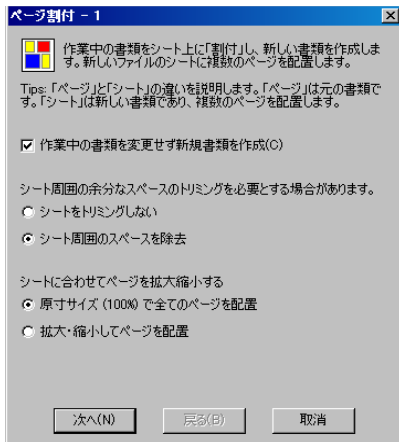 ページ割付 - 1
作業中の書類をシート上に「割付」し、新しい書類を作成しま
す。新しいファイルのシートに複数のページを配置します。
Tips:「ページ」と「シート」の違いを説明します。「ページ」は元の書類で
す。「シート」は新しい書類であり、複数のページを配置します。
作業中の書類を変更せず新規書類を作成(C)
シート周囲の余分なスペースのトリミングを必要とする場合があります。
シートをトリミングしない
シート周囲のスペースを除去
シートに合わせてページを拡大縮小する
原寸サイズ (100%) で全てのページを配置
拡大・縮小してページを配置
次へ(N) 戻る(B) 取消